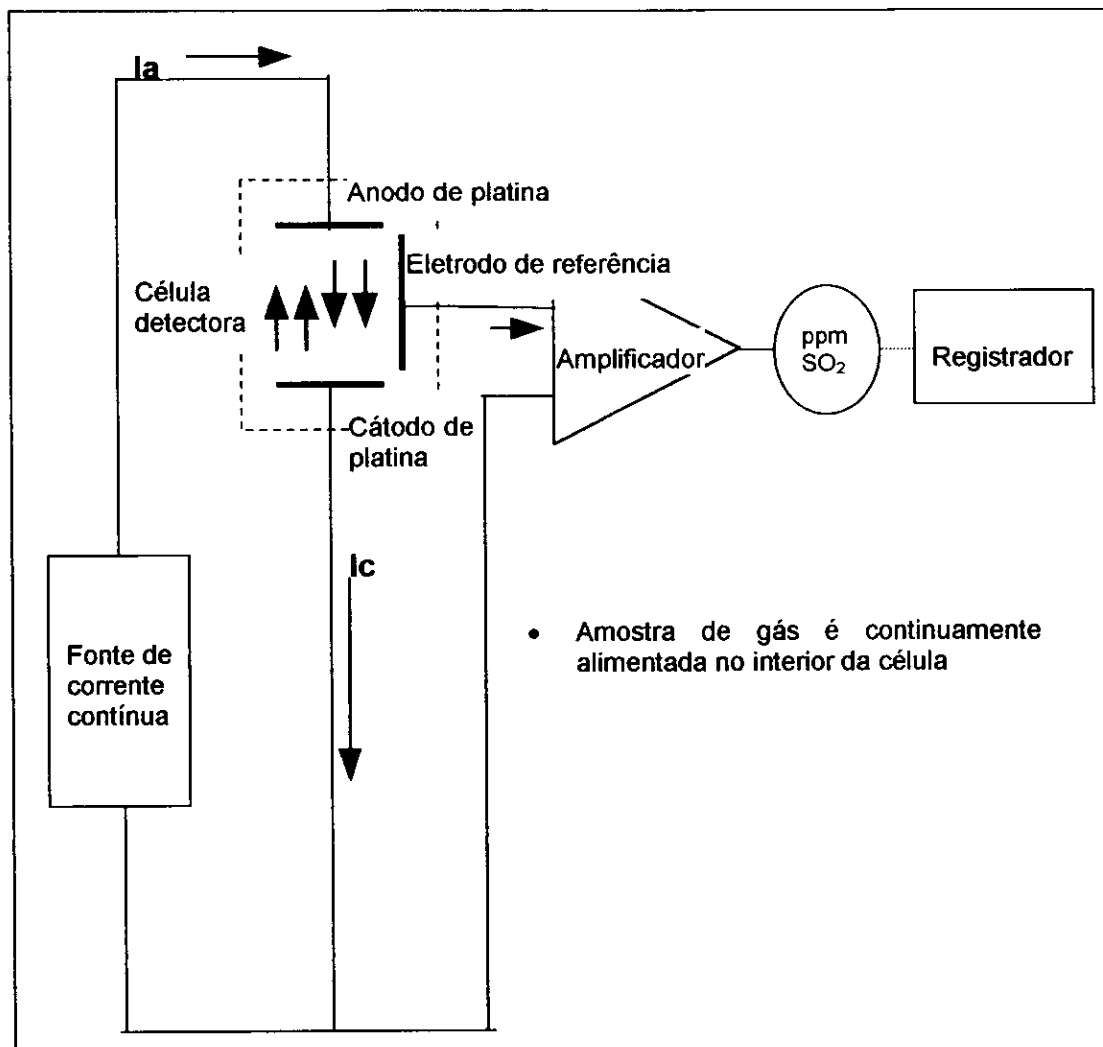 Ia
Anodo de platina
Eletrodo de referência
Célula
detectora
Amplificador
ppm
SO₂
Registrador
Cátodo de
platina
Ic
Fonte de
corrente
contínua
• Amostra de gás é continuamente
alimentada no interior da célula